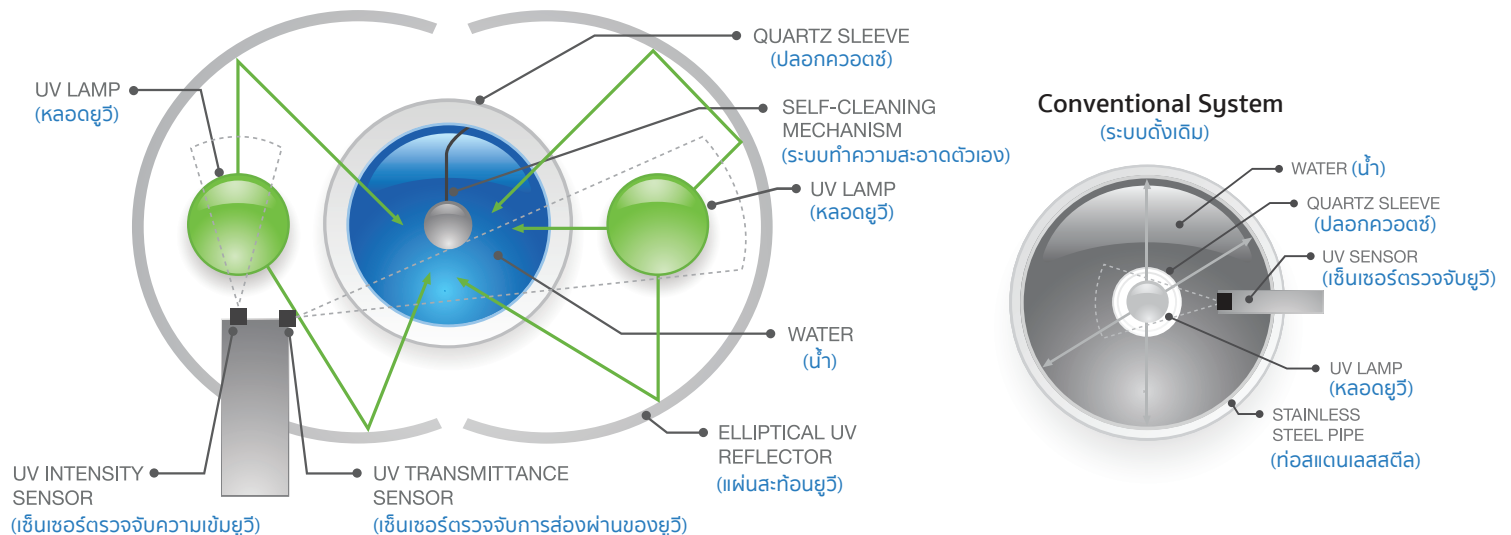 QUARTZ SLEEVE
(ปลอกควอตซ์)
UV LAMP
(หลอดยูวี)
SELF-CLEANING
MECHANISM
(ระบบทำความสะอาดตัวเอง)
UV LAMP
(หลอดยูวี)
WATER
(น้ำ)
ELLIPTICAL UV
REFLECTOR
(แผ่นสะท้อนยูวี)
UV INTENSITY
SENSOR
(เซ็นเซอร์ตรวจจับความเข้มยูวี)
UV TRANSMITTANCE
SENSOR
(เซ็นเซอร์ตรวจจับการส่องผ่านของยูวี)
Conventional System
(ระบบดั้งเดิม)
WATER (น้ำ)
QUARTZ SLEEVE
(ปลอกควอตซ์)
UV SENSOR
(เซ็นเซอร์ตรวจจับยูวี)
UV LAMP
(หลอดยูวี)
STAINLESS
STEEL PIPE
(ท่อสแตนเลสสตีล)